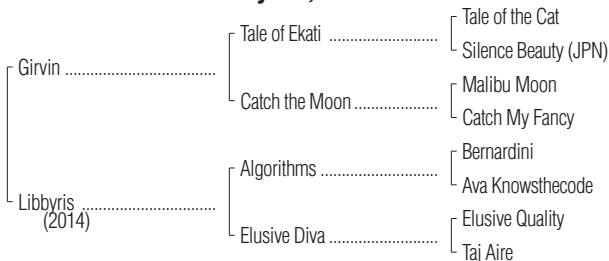 Tale of the Cat
Tale of Ekati
Silence Beauty (JPN)
Girvin
Malibu Moon
Catch the Moon
Catch My Fancy
Bernardini
Algorithms
Ava Knowsthecode
Libbyris
(2014)
Elusive Quality
Elusive Diva
Taj Aire